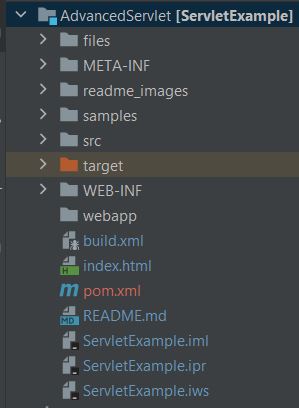 AdvancedServlet [ServletExample]
files
META-INF
readme_images
samples
src
target
WEB-INF
webapp
build.xml
index.html
pom.xml
README.md
ServletExample.iml
ServletExample.ipr
ServletExample.iws